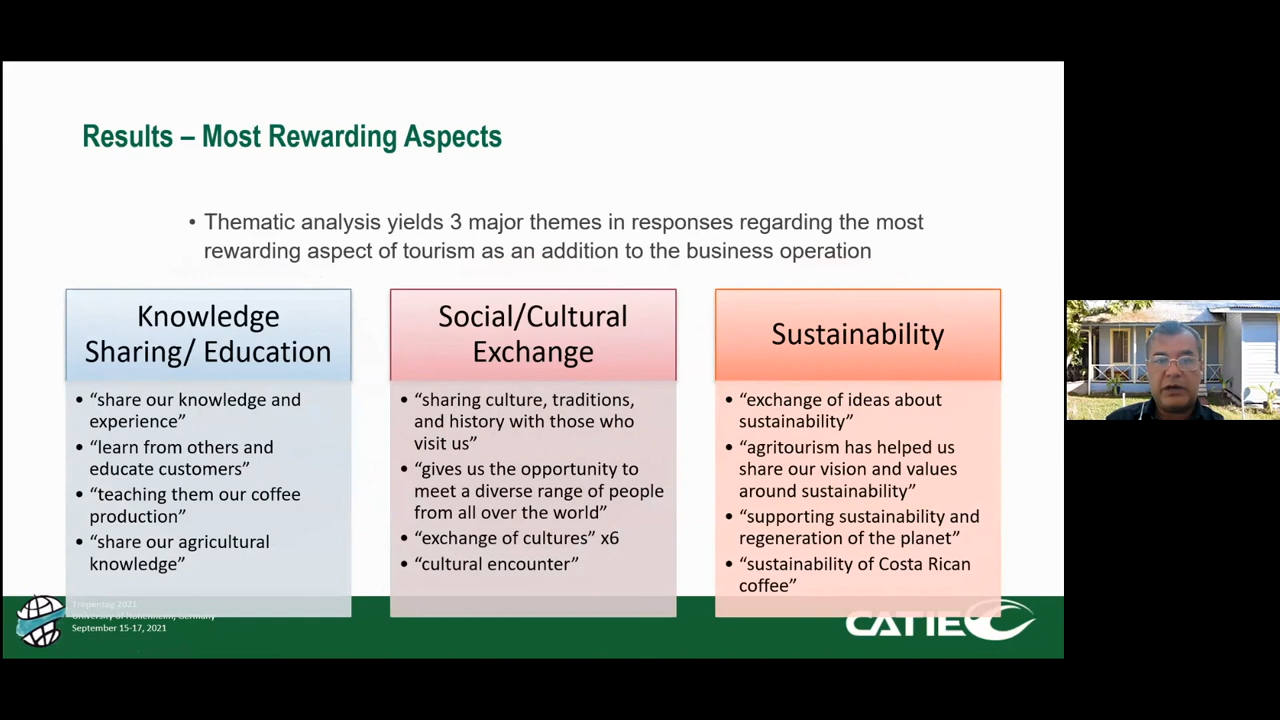 Results – Most Rewarding Aspects
• Thematic analysis yields 3 major themes in responses regarding the most
rewarding aspect of tourism as an addition to the business operation
Knowledge
Sharing/ Education
• “share our knowledge and
experience”
• “learn from others and
educate customers”
• “teaching them our coffee
production”
• “share our agricultural
knowledge”
Social/Cultural
Exchange
• “sharing culture, traditions,
and history with those who
visit us”
• “gives us the opportunity to
meet a diverse range of people
from all over the world”
• “exchange of cultures” x6
• “cultural encounter”
Sustainability
• “exchange of ideas about
sustainability”
• “agritourism has helped us
share our vision and values
around sustainability”
• “supporting sustainability and
regeneration of the planet”
• “sustainability of Costa Rican
coffee”
Tropentag 2021
University of Hohenheim, Germany
September 15-17, 2021
CATIE